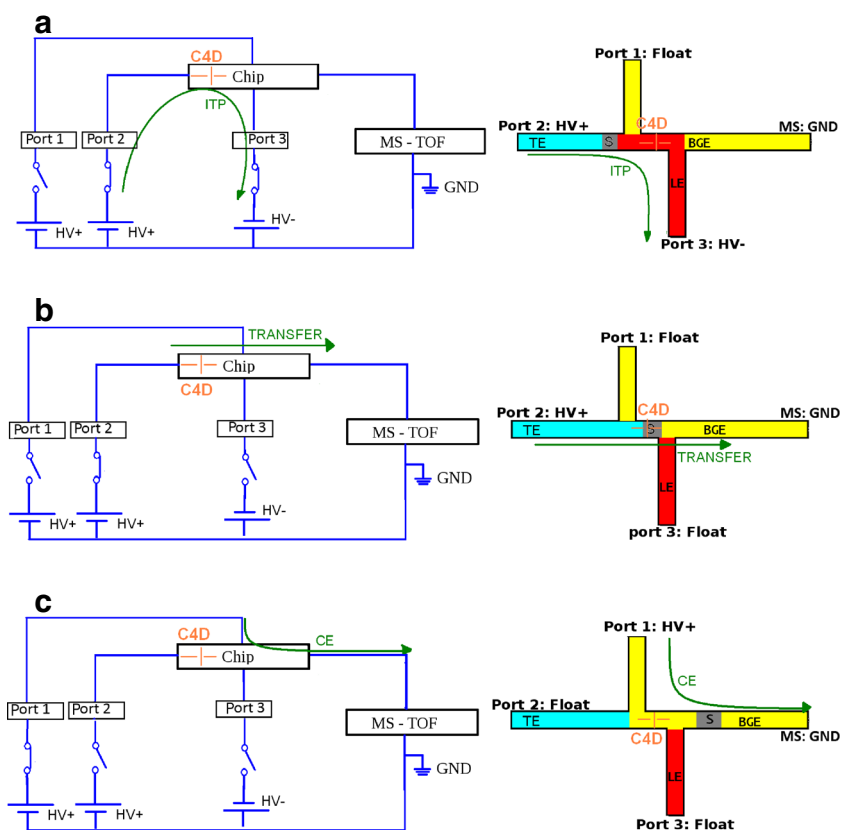 a
C4D
Chip
ITP
Port 1
Port 2
Port 3
MS - TOF
GND
HV+
HV+
HV-
Port 1: Float
Port 2: HV+
C4D
MS: GND
TE
S
BGE
ITP
LE
Port 3: HV-
b
TRANSFER
Chip
C4D
Port 1
Port 2
Port 3
MS - TOF
GND
HV+
HV+
HV-
Port 1: Float
Port 2: HV+
C4D
MS: GND
TE
S
BGE
TRANSFER
LE
port 3: Float
c
C4D
CE
Chip
Port 1
Port 2
Port 3
MS - TOF
GND
HV+
HV+
HV-
Port 1: HV+
CE
Port 2: Float
TE
S
BGE
C4D
MS: GND
LE
Port 3: Float